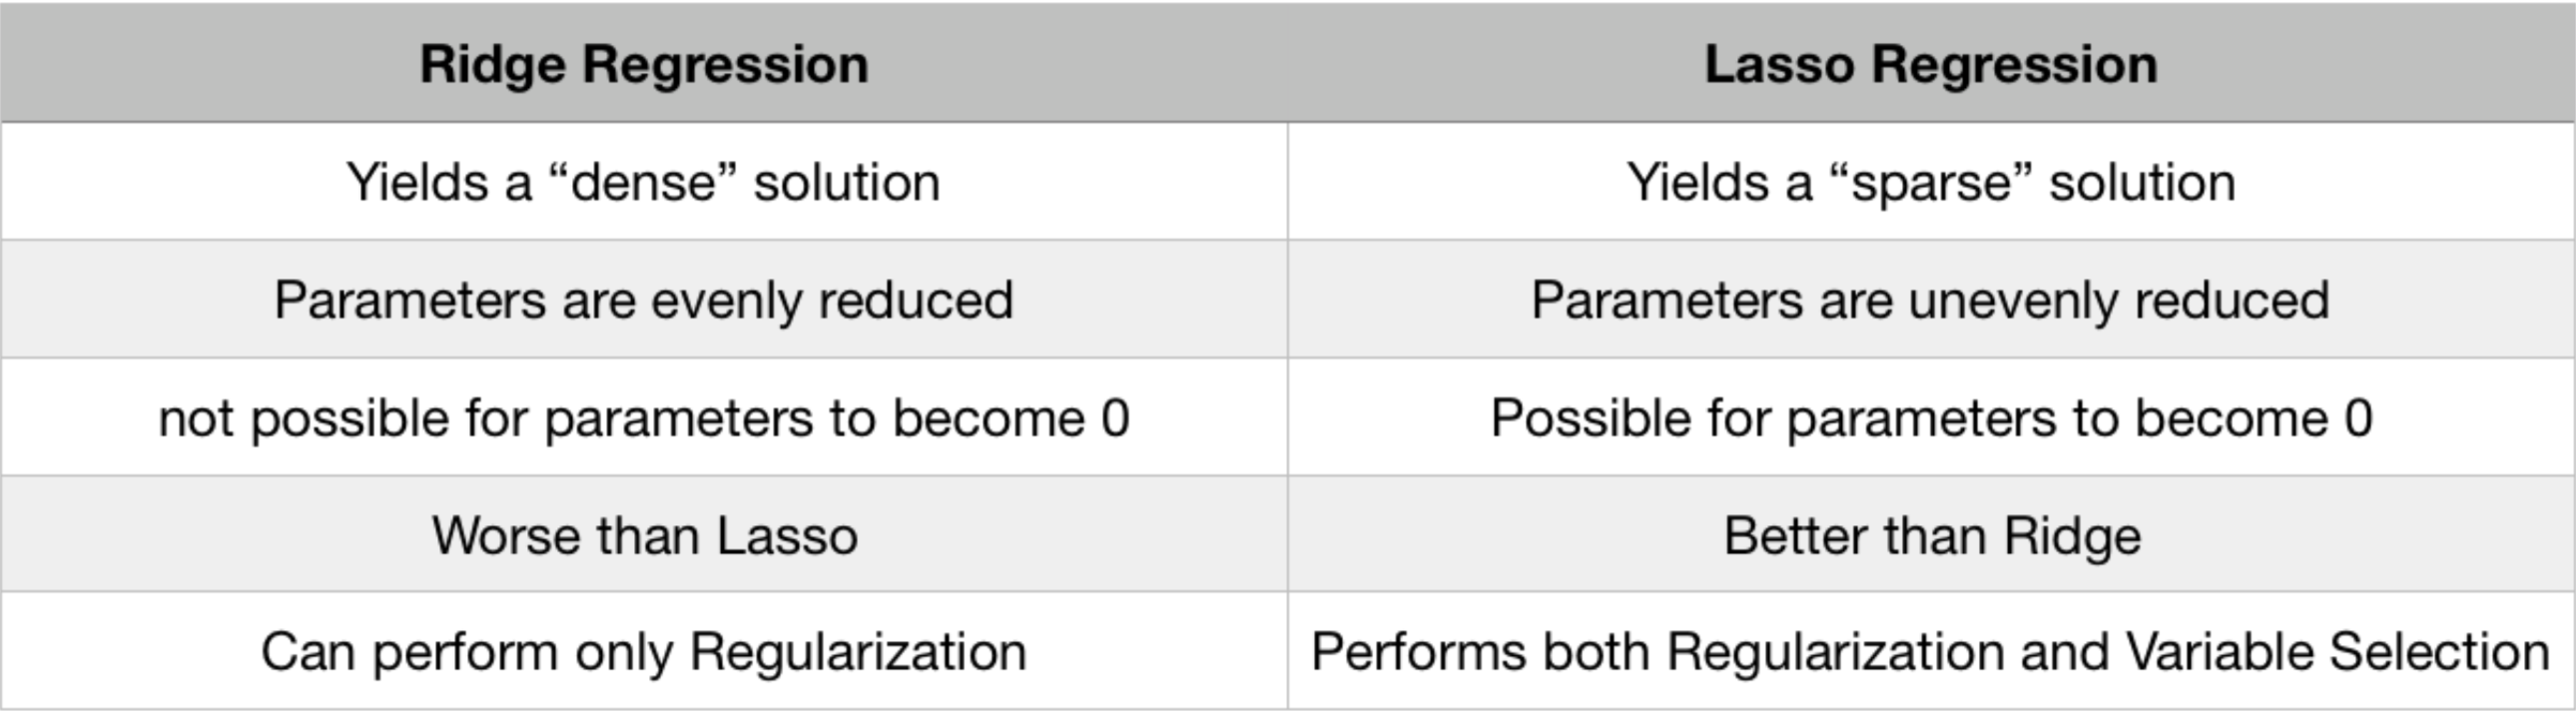 Ridge Regression
Lasso Regression
Yields a “dense” solution
Yields a “sparse” solution
Parameters are evenly reduced
Parameters are unevenly reduced
not possible for parameters to become 0
Possible for parameters to become 0
Worse than Lasso
Better than Ridge
Can perform only Regularization
Performs both Regularization and Variable Selection